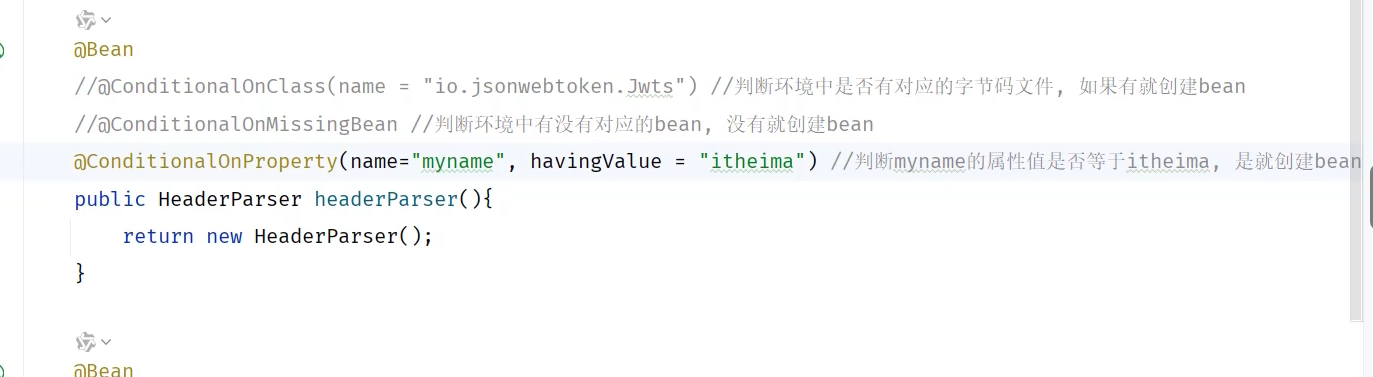 @Bean
//@ConditionalOnClass(name = "io.jsonwebtoken.Jwts") //判断环境中是否有对应的字节码文件, 如果有就创建bean
//@ConditionalOnMissingBean //判断环境中有没有对应的bean, 没有就创建bean
@ConditionalOnProperty(name="myname", havingValue = "itheima") //判断myname的属性值是否等于itheima, 是就创建bean
public HeaderParser headerParser(){
    return new HeaderParser();
}
@Bean